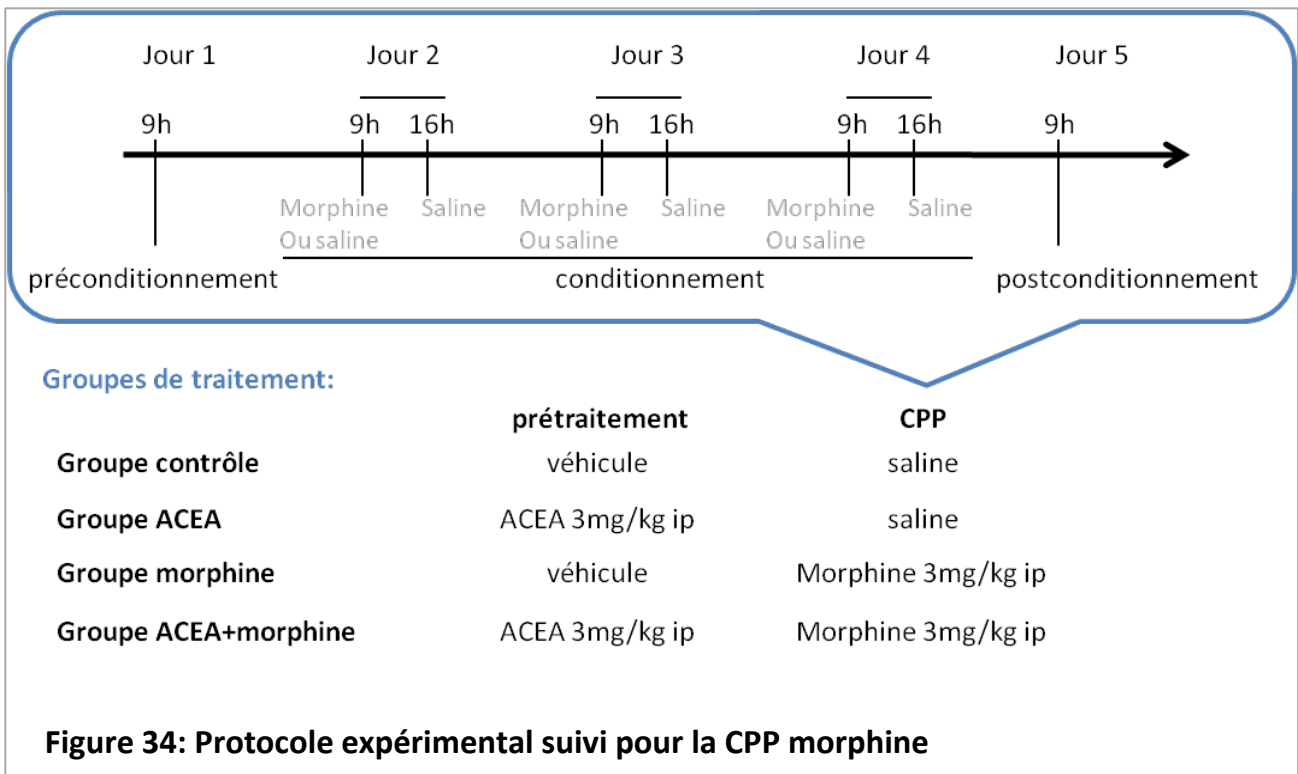 Jour 1 Jour 2 Jour 3 Jour 4 Jour 5
9h 9h 16h 9h 16h 9h 16h 9h
Morphine Saline Morphine Saline Morphine Saline
Ou saline Ou saline Ou saline
préconditionnement conditionnement postconditionnement
Groupes de traitement:
prétraitement CPP
Groupe contrôle véhicule saline
Groupe ACEA ACEA 3mg/kg ip saline
Groupe morphine véhicule Morphine 3mg/kg ip
Groupe ACEA+morphine ACEA 3mg/kg ip Morphine 3mg/kg ip
Figure 34: Protocole expérimental suivi pour la CPP morphine